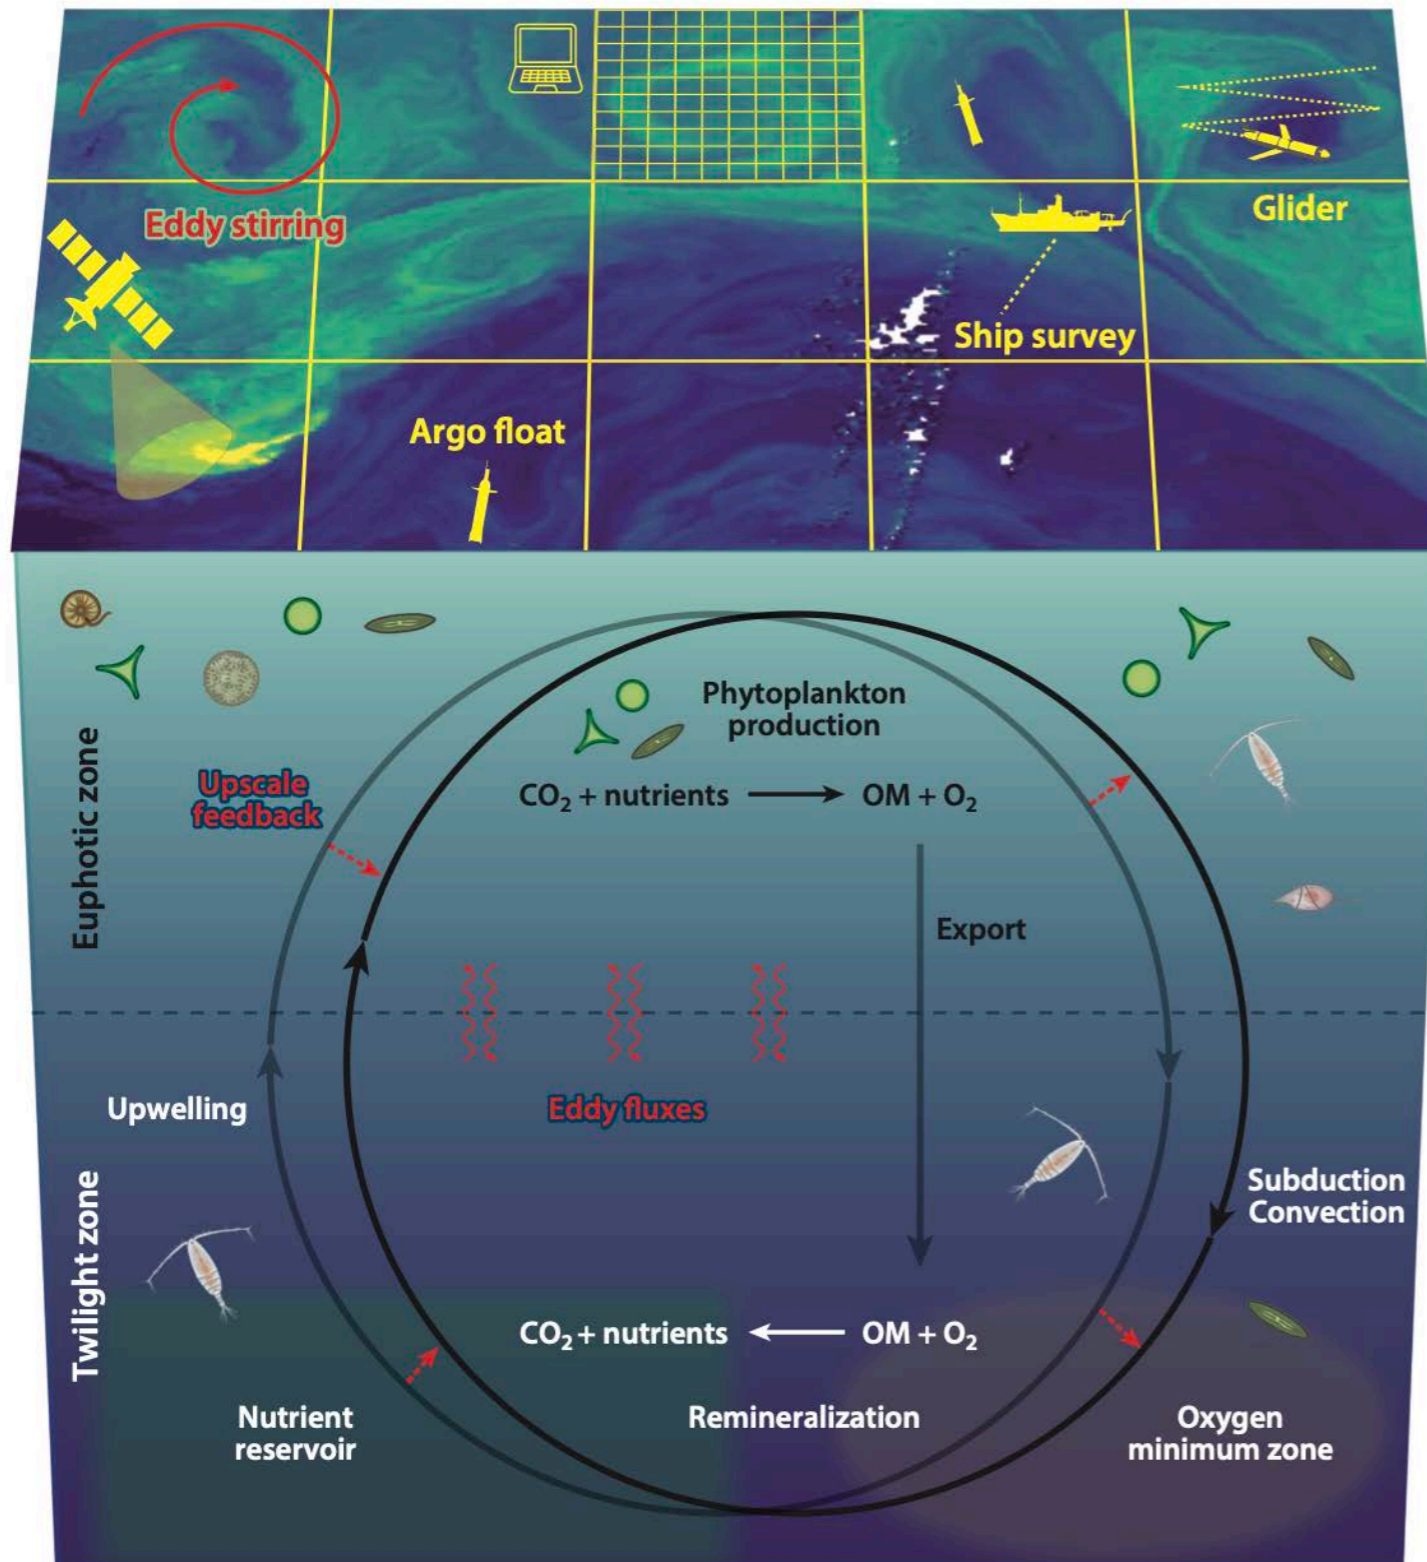 Eddy stirring
Glider
Ship survey
Argo float
Phytoplankton
production
Upscale
feedback
CO₂ + nutrients
OM + O₂
Euphotic zone
Export
Upwelling
Eddy fluxes
Subduction
Convection
Twilight zone
CO₂ + nutrients
OM + O₂
Nutrient
reservoir
Remineralization
Oxygen
minimum zone